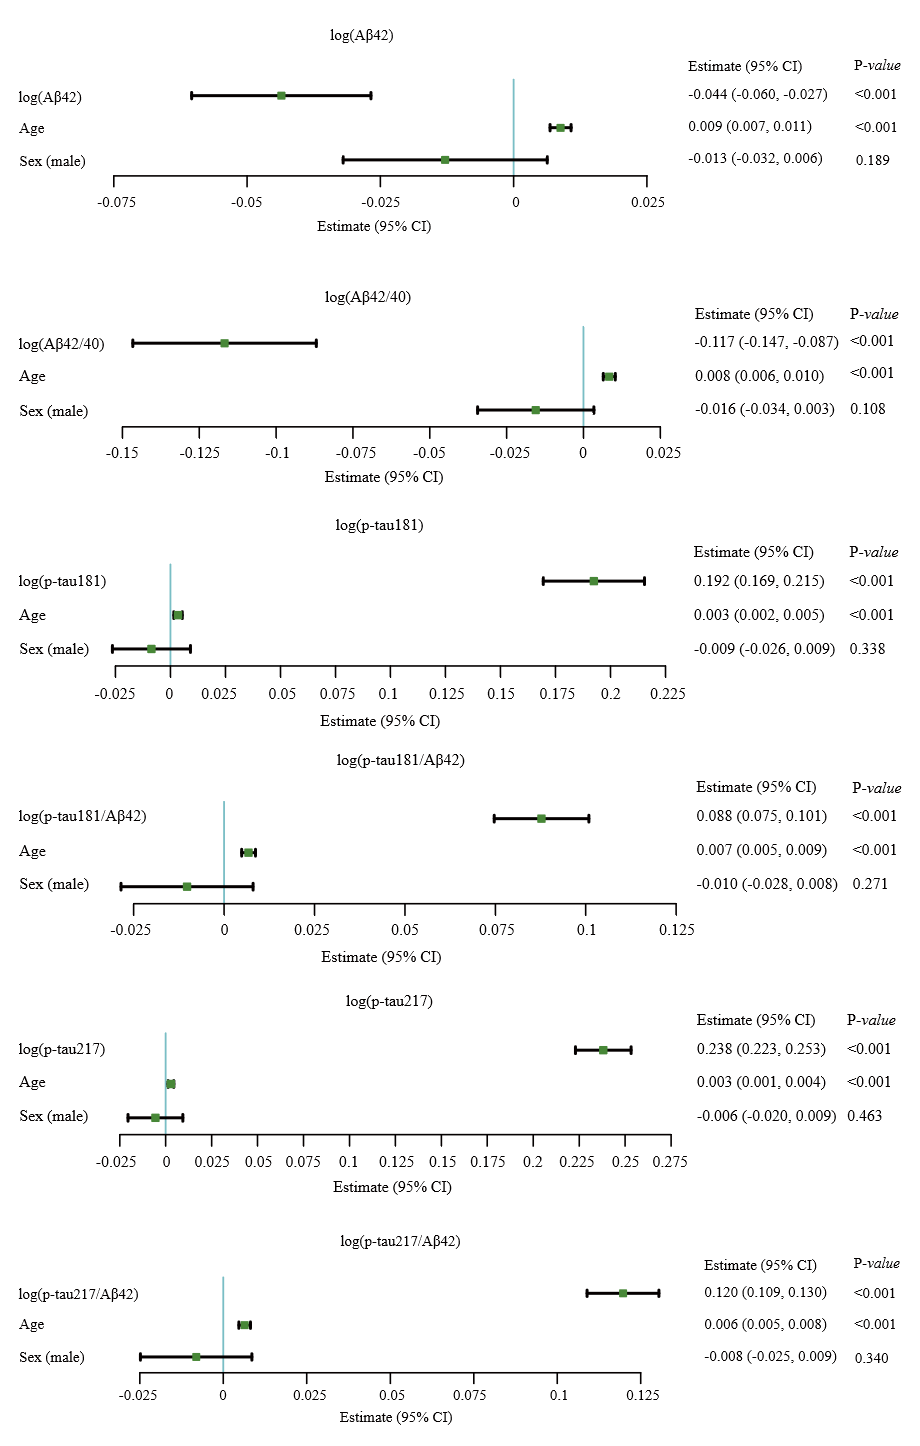 log(Aβ42)
Estimate (95% CI) P-value
log(Aβ42) -0.044 (-0.060, -0.027) <0.001
Age 0.009 (0.007, 0.011) <0.001
Sex (male) -0.013 (-0.032, 0.006) 0.189
-0.075 -0.05 -0.025 0 0.025
Estimate (95% CI)
log(Aβ42/40)
Estimate (95% CI) P-value
log(Aβ42/40) -0.117 (-0.147, -0.087) <0.001
Age 0.008 (0.006, 0.010) <0.001
Sex (male) -0.016 (-0.034, 0.003) 0.108
-0.15 -0.125 -0.1 -0.075 -0.05 -0.025 0 0.025
Estimate (95% CI)
log(p-tau181)
Estimate (95% CI) P-value
log(p-tau181) 0.192 (0.169, 0.215) <0.001
Age 0.003 (0.002, 0.005) <0.001
Sex (male) -0.009 (-0.026, 0.009) 0.338
-0.025 0 0.025 0.05 0.075 0.1 0.125 0.15 0.175 0.2 0.225
Estimate (95% CI)
log(p-tau181/Aβ42)
Estimate (95% CI) P-value
log(p-tau181/Aβ42) 0.088 (0.075, 0.101) <0.001
Age 0.007 (0.005, 0.009) <0.001
Sex (male) -0.010 (-0.028, 0.008) 0.271
-0.025 0 0.025 0.05 0.075 0.1 0.125
Estimate (95% CI)
log(p-tau217)
Estimate (95% CI) P-value
log(p-tau217) 0.238 (0.223, 0.253) <0.001
Age 0.003 (0.001, 0.004) <0.001
Sex (male) -0.006 (-0.020, 0.009) 0.463
-0.025 0 0.025 0.05 0.075 0.1 0.125 0.15 0.175 0.2 0.225 0.25 0.275
Estimate (95% CI)
log(p-tau217/Aβ42)
Estimate (95% CI) P-value
log(p-tau217/Aβ42) 0.120 (0.109, 0.130) <0.001
Age 0.006 (0.005, 0.008) <0.001
Sex (male) -0.008 (-0.025, 0.009) 0.340
-0.025 0 0.025 0.05 0.075 0.1 0.125
Estimate (95% CI)